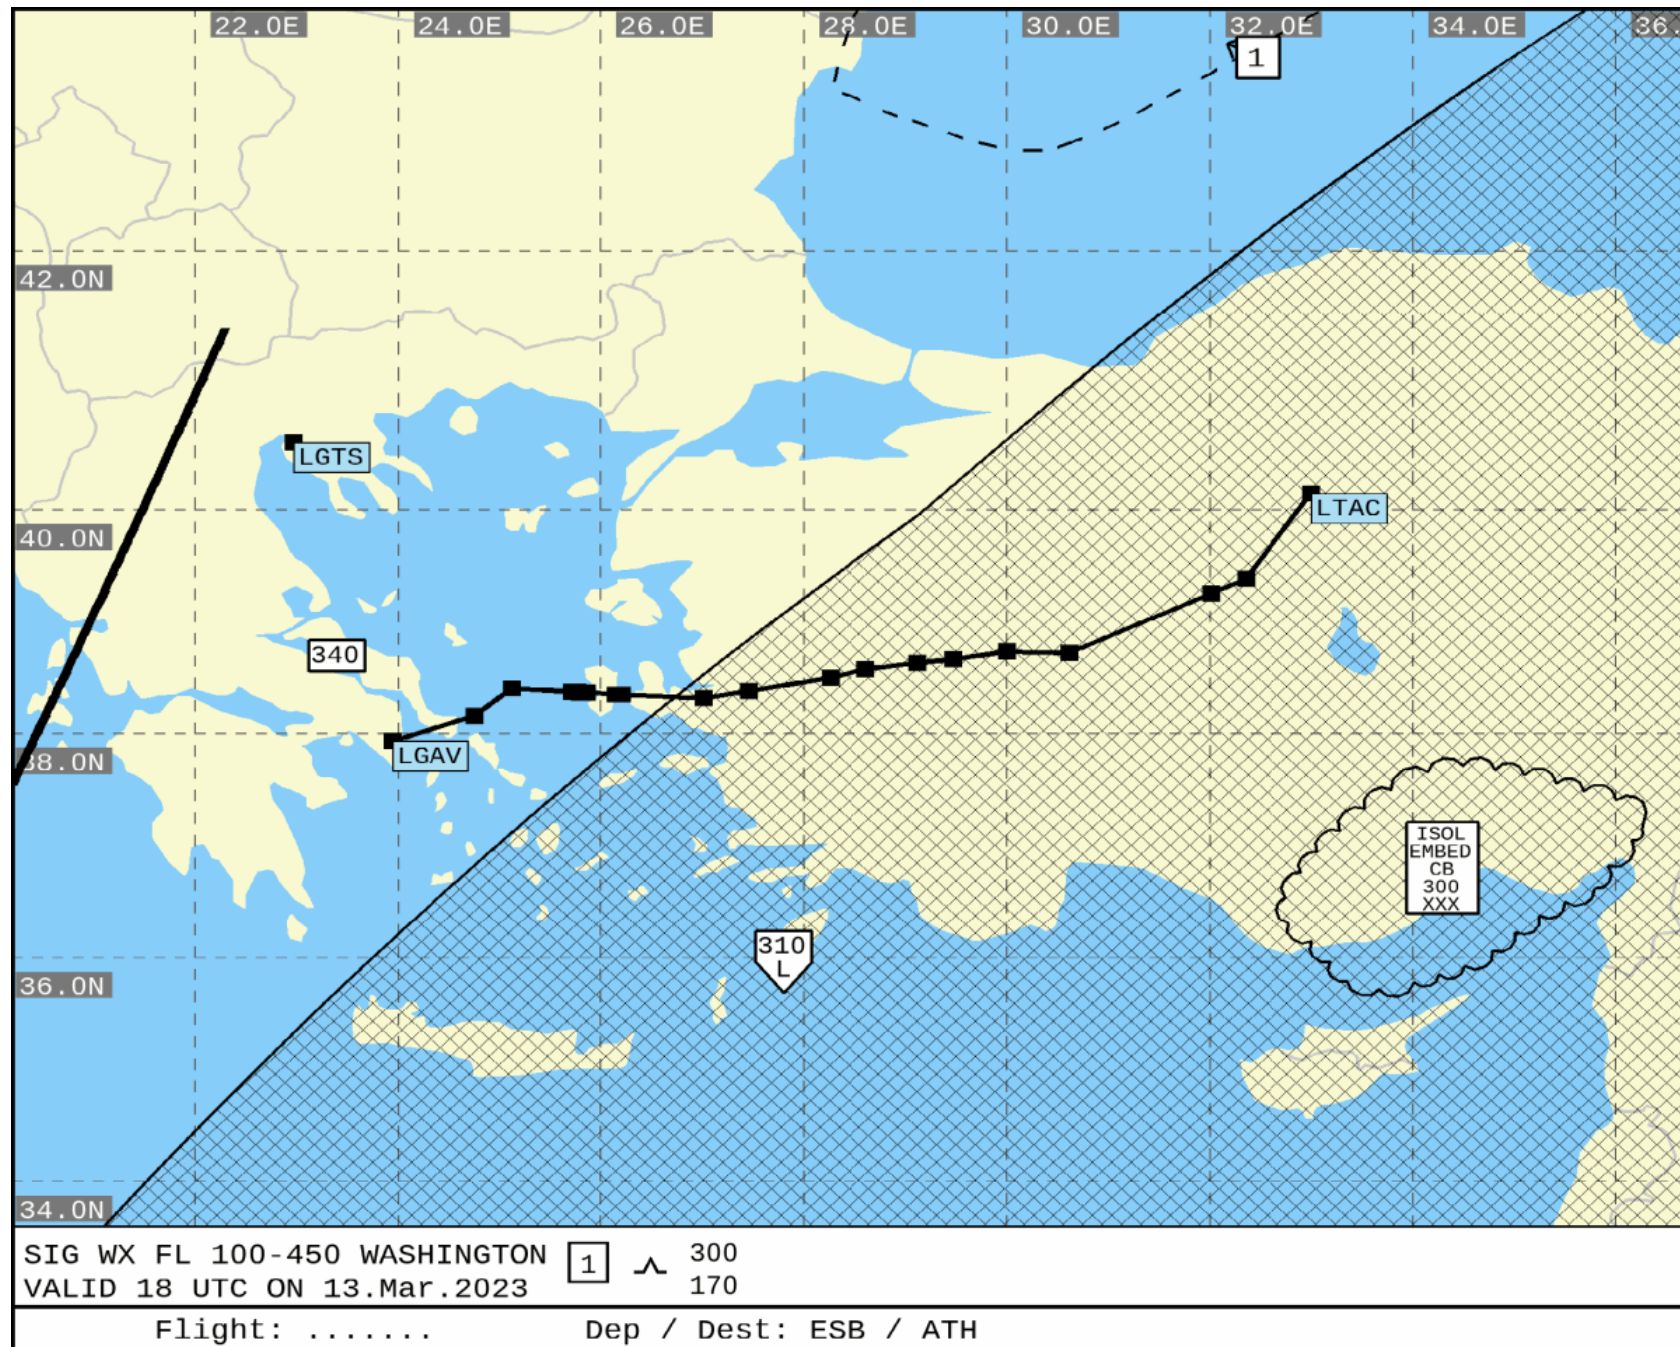 22.0E 24.0E 26.0E 28.0E 30.0E 32.0E 34.0E 36.
1
42.0N
LGTS
LTAC
40.0N
340
LGAV
38.0N
ISOL
EMBED
CB
300
XXX
310
L
36.0N
34.0N
SIG WX FL 100-450 WASHINGTON 1 300
VALID 18 UTC ON 13.Mar.2023 170
Flight: ....... Dep / Dest: ESB / ATH